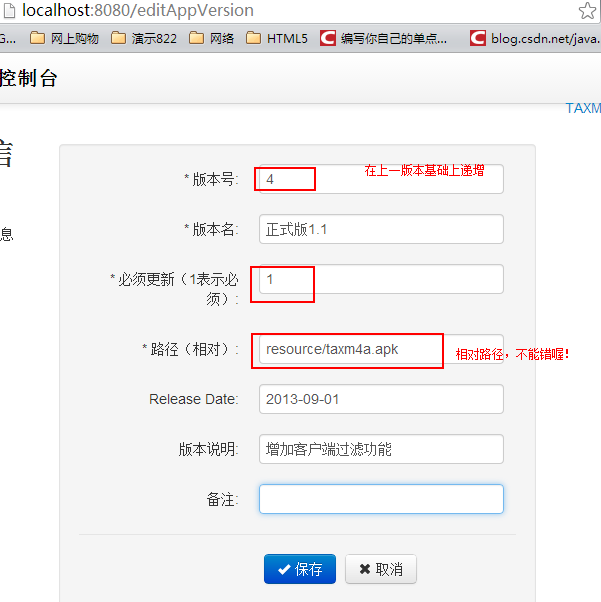 localhost:8080/editAppVersion
G... 网上购物 演示822 网络 HTML5 编写你自己的单点... blog.csdn.net/java.
控制台
TAXM
信
息
* 版本号: 4 在上一版本基础上递增
* 版本名: 正式版1.1
* 必须更新（1表示必须）: 1
* 路径（相对）: resource/taxm4a.apk 相对路径，不能错喔!
Release Date: 2013-09-01
版本说明: 增加客户端过滤功能
备注:
保存 取消